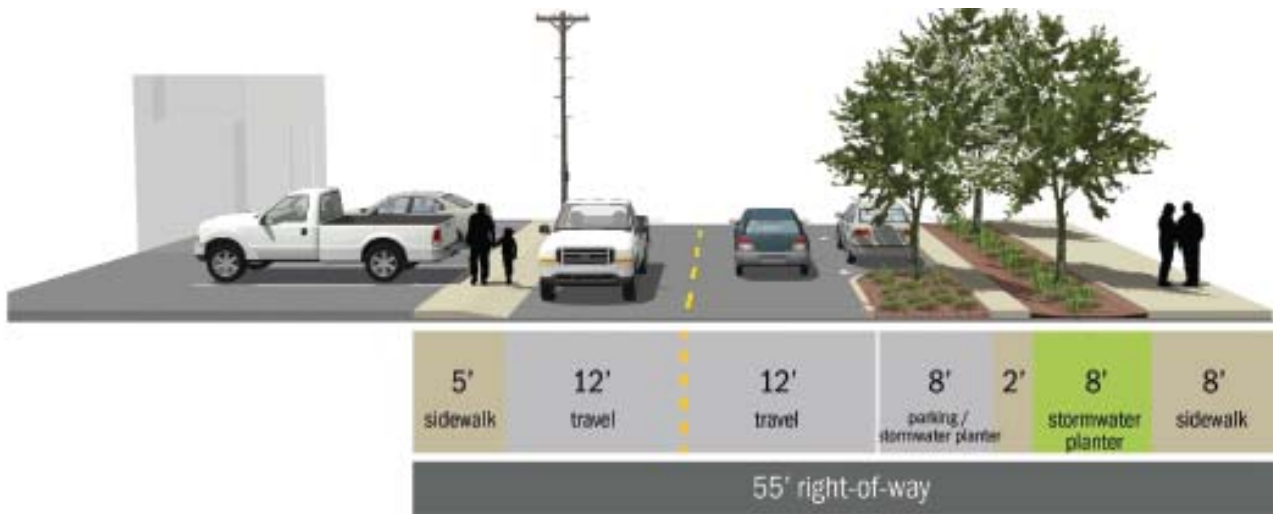 5' 12' 12' 8' 2' 8' 8'
sidewalk travel travel parking / stormwater sidewalk
stormwater planter planter
55' right-of-way